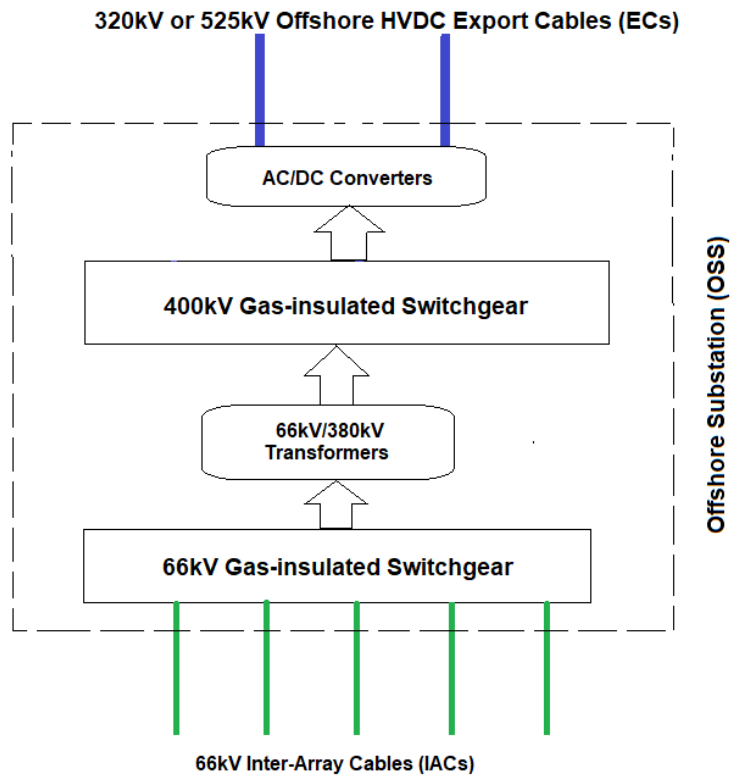 320kV or 525kV Offshore HVDC Export Cables (ECs)
AC/DC Converters
400kV Gas-insulated Switchgear
66kV/380kV
Transformers
66kV Gas-insulated Switchgear
66kV Inter-Array Cables (IACs)
Offshore Substation (OSS)